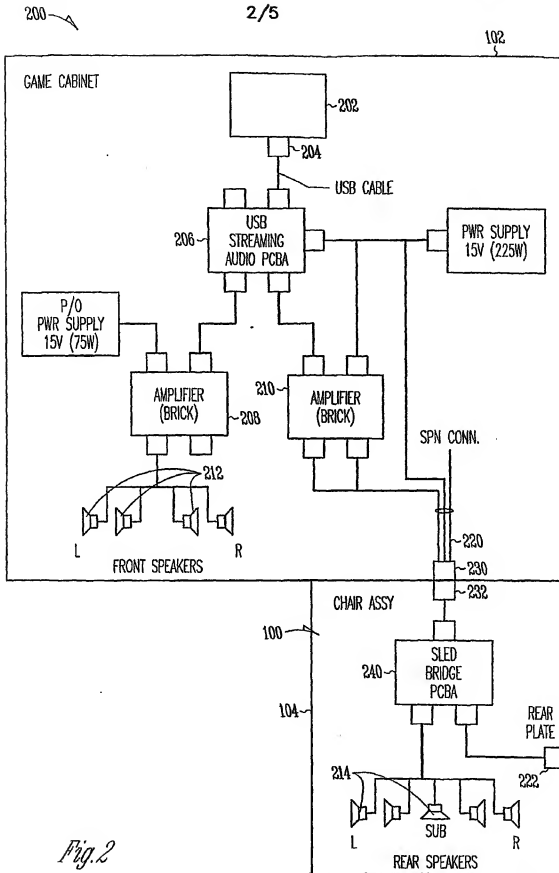 200
2/5
102
GAME CABINET
202
204
USB CABLE
206
USB
STREAMING
AUDIO PCBA
PWR SUPPLY
15V (225W)
P/O
PWR SUPPLY
15V (75W)
AMPLIFIER
(BRICK)
208
210
AMPLIFIER
(BRICK)
SPN CONN.
212
L
R
FRONT SPEAKERS
220
230
232
CHAIR ASSY
100
240
SLED
BRIDGE
PCBA
104
REAR
PLATE
222
214
L
SUB
R
REAR SPEAKERS
Fig.2